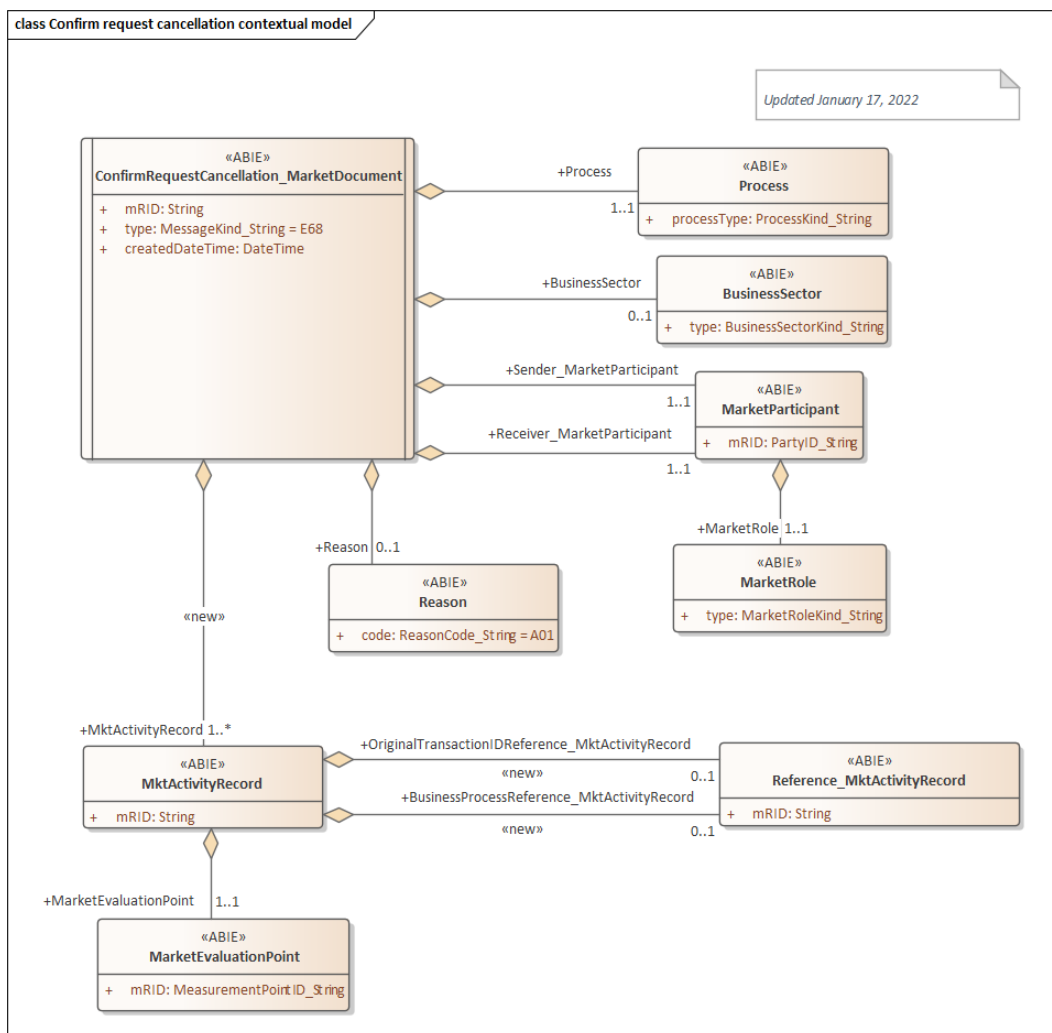 class Confirm request cancellation contextual model
Updated January 17, 2022
«ABIE»
ConfirmRequestCancellation_MarketDocument
+ mRID: String
+ type: MessageKind_String = E68
+ createdDateTime: DateTime
+Process
1..1
«ABIE»
Process
+ processType: ProcessKind_String
+BusinessSector
0..1
«ABIE»
BusinessSector
+ type: BusinessSectorKind_String
+Sender_MarketParticipant
1..1
+Receiver_MarketParticipant
1..1
«ABIE»
MarketParticipant
+ mRID: PartyID_String
+MarketRole 1..1
«ABIE»
MarketRole
+ type: MarketRoleKind_String
+Reason 0..1
«ABIE»
Reason
+ code: ReasonCode_String = A01
«new»
+MktActivityRecord 1..*
«ABIE»
MktActivityRecord
+ mRID: String
+OriginalTransactionIDReference_MktActivityRecord
«new»
0..1
+BusinessProcessReference_MktActivityRecord
«new»
0..1
«ABIE»
Reference_MktActivityRecord
+ mRID: String
+MarketEvaluationPoint 1..1
«ABIE»
MarketEvaluationPoint
+ mRID: MeasurementPointID_String